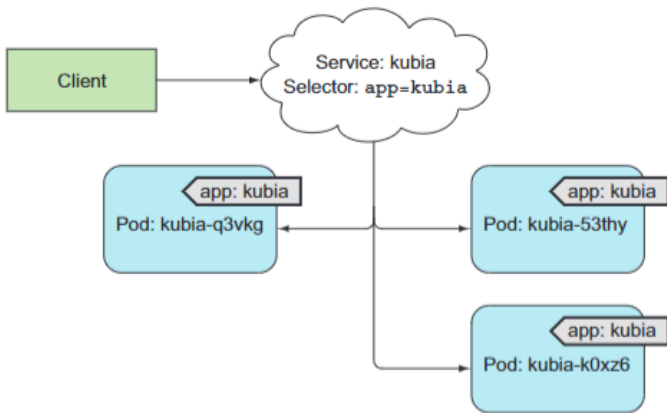 Client
Service: kubia
Selector: app=kubia
app: kubia
Pod: kubia-q3vkg
app: kubia
Pod: kubia-53thy
app: kubia
Pod: kubia-k0xz6